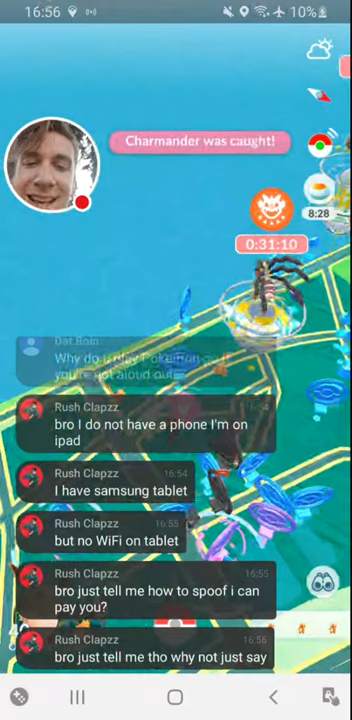 16:56
10%
Charmander was caught!
8:28
0:31:10
Dat Rain
Why do u play Pokemon go if
you're not aloud out
Rush Clapzz
16:54
bro I do not have a phone I'm on
ipad
Rush Clapzz 16:54
I have samsung tablet
Rush Clapzz 16:55
but no WiFi on tablet
Rush Clapzz 16:55
bro just tell me how to spoof i can
pay you?
Rush Clapzz 16:56
bro just tell me tho why not just say